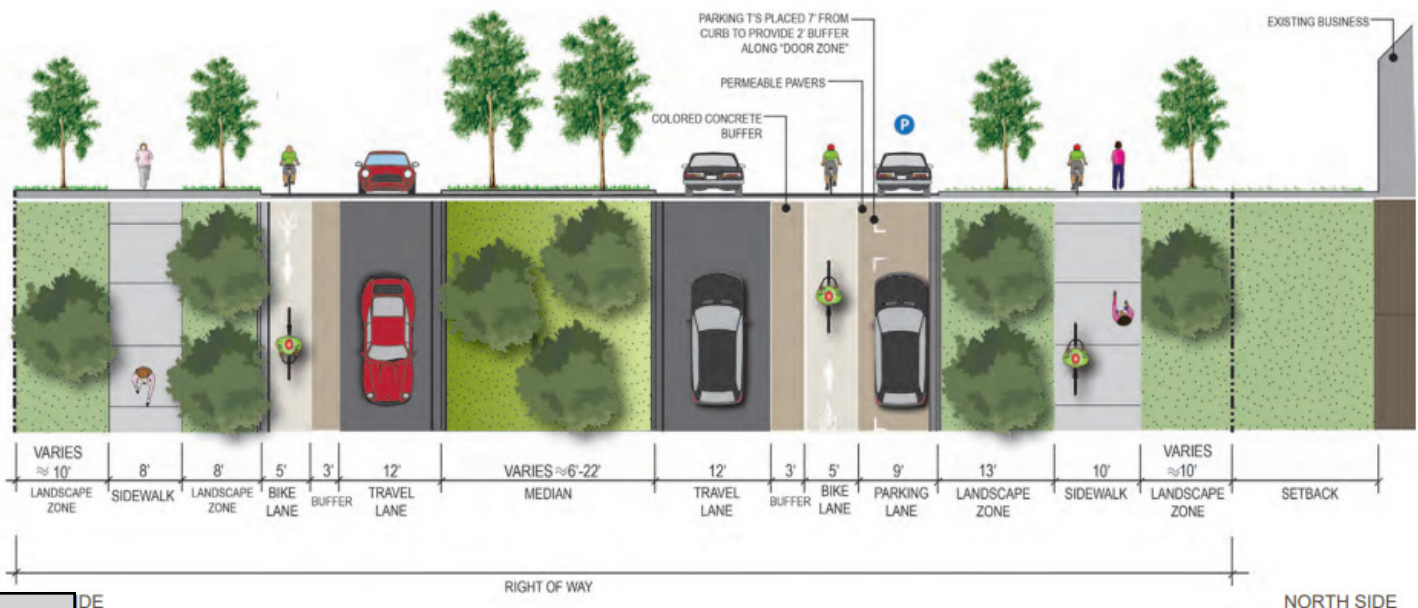 PARKING T'S PLACED 7' FROM
CURB TO PROVIDE 2' BUFFER
ALONG "DOOR ZONE"
EXISTING BUSINESS
PERMEABLE PAVERS
COLORED CONCRETE
BUFFER
P
VARIES
≈ 10'
8'
8'
5'
3'
12'
VARIES ≈6'-22'
12'
3'
5'
9'
13'
10'
VARIES
≈10'
LANDSCAPE
ZONE
SIDEWALK
LANDSCAPE
ZONE
BIKE
LANE
BUFFER
TRAVEL
LANE
MEDIAN
TRAVEL
LANE
BUFFER
BIKE
LANE
PARKING
LANE
LANDSCAPE
ZONE
SIDEWALK
LANDSCAPE
ZONE
SETBACK
RIGHT OF WAY
DE
NORTH SIDE